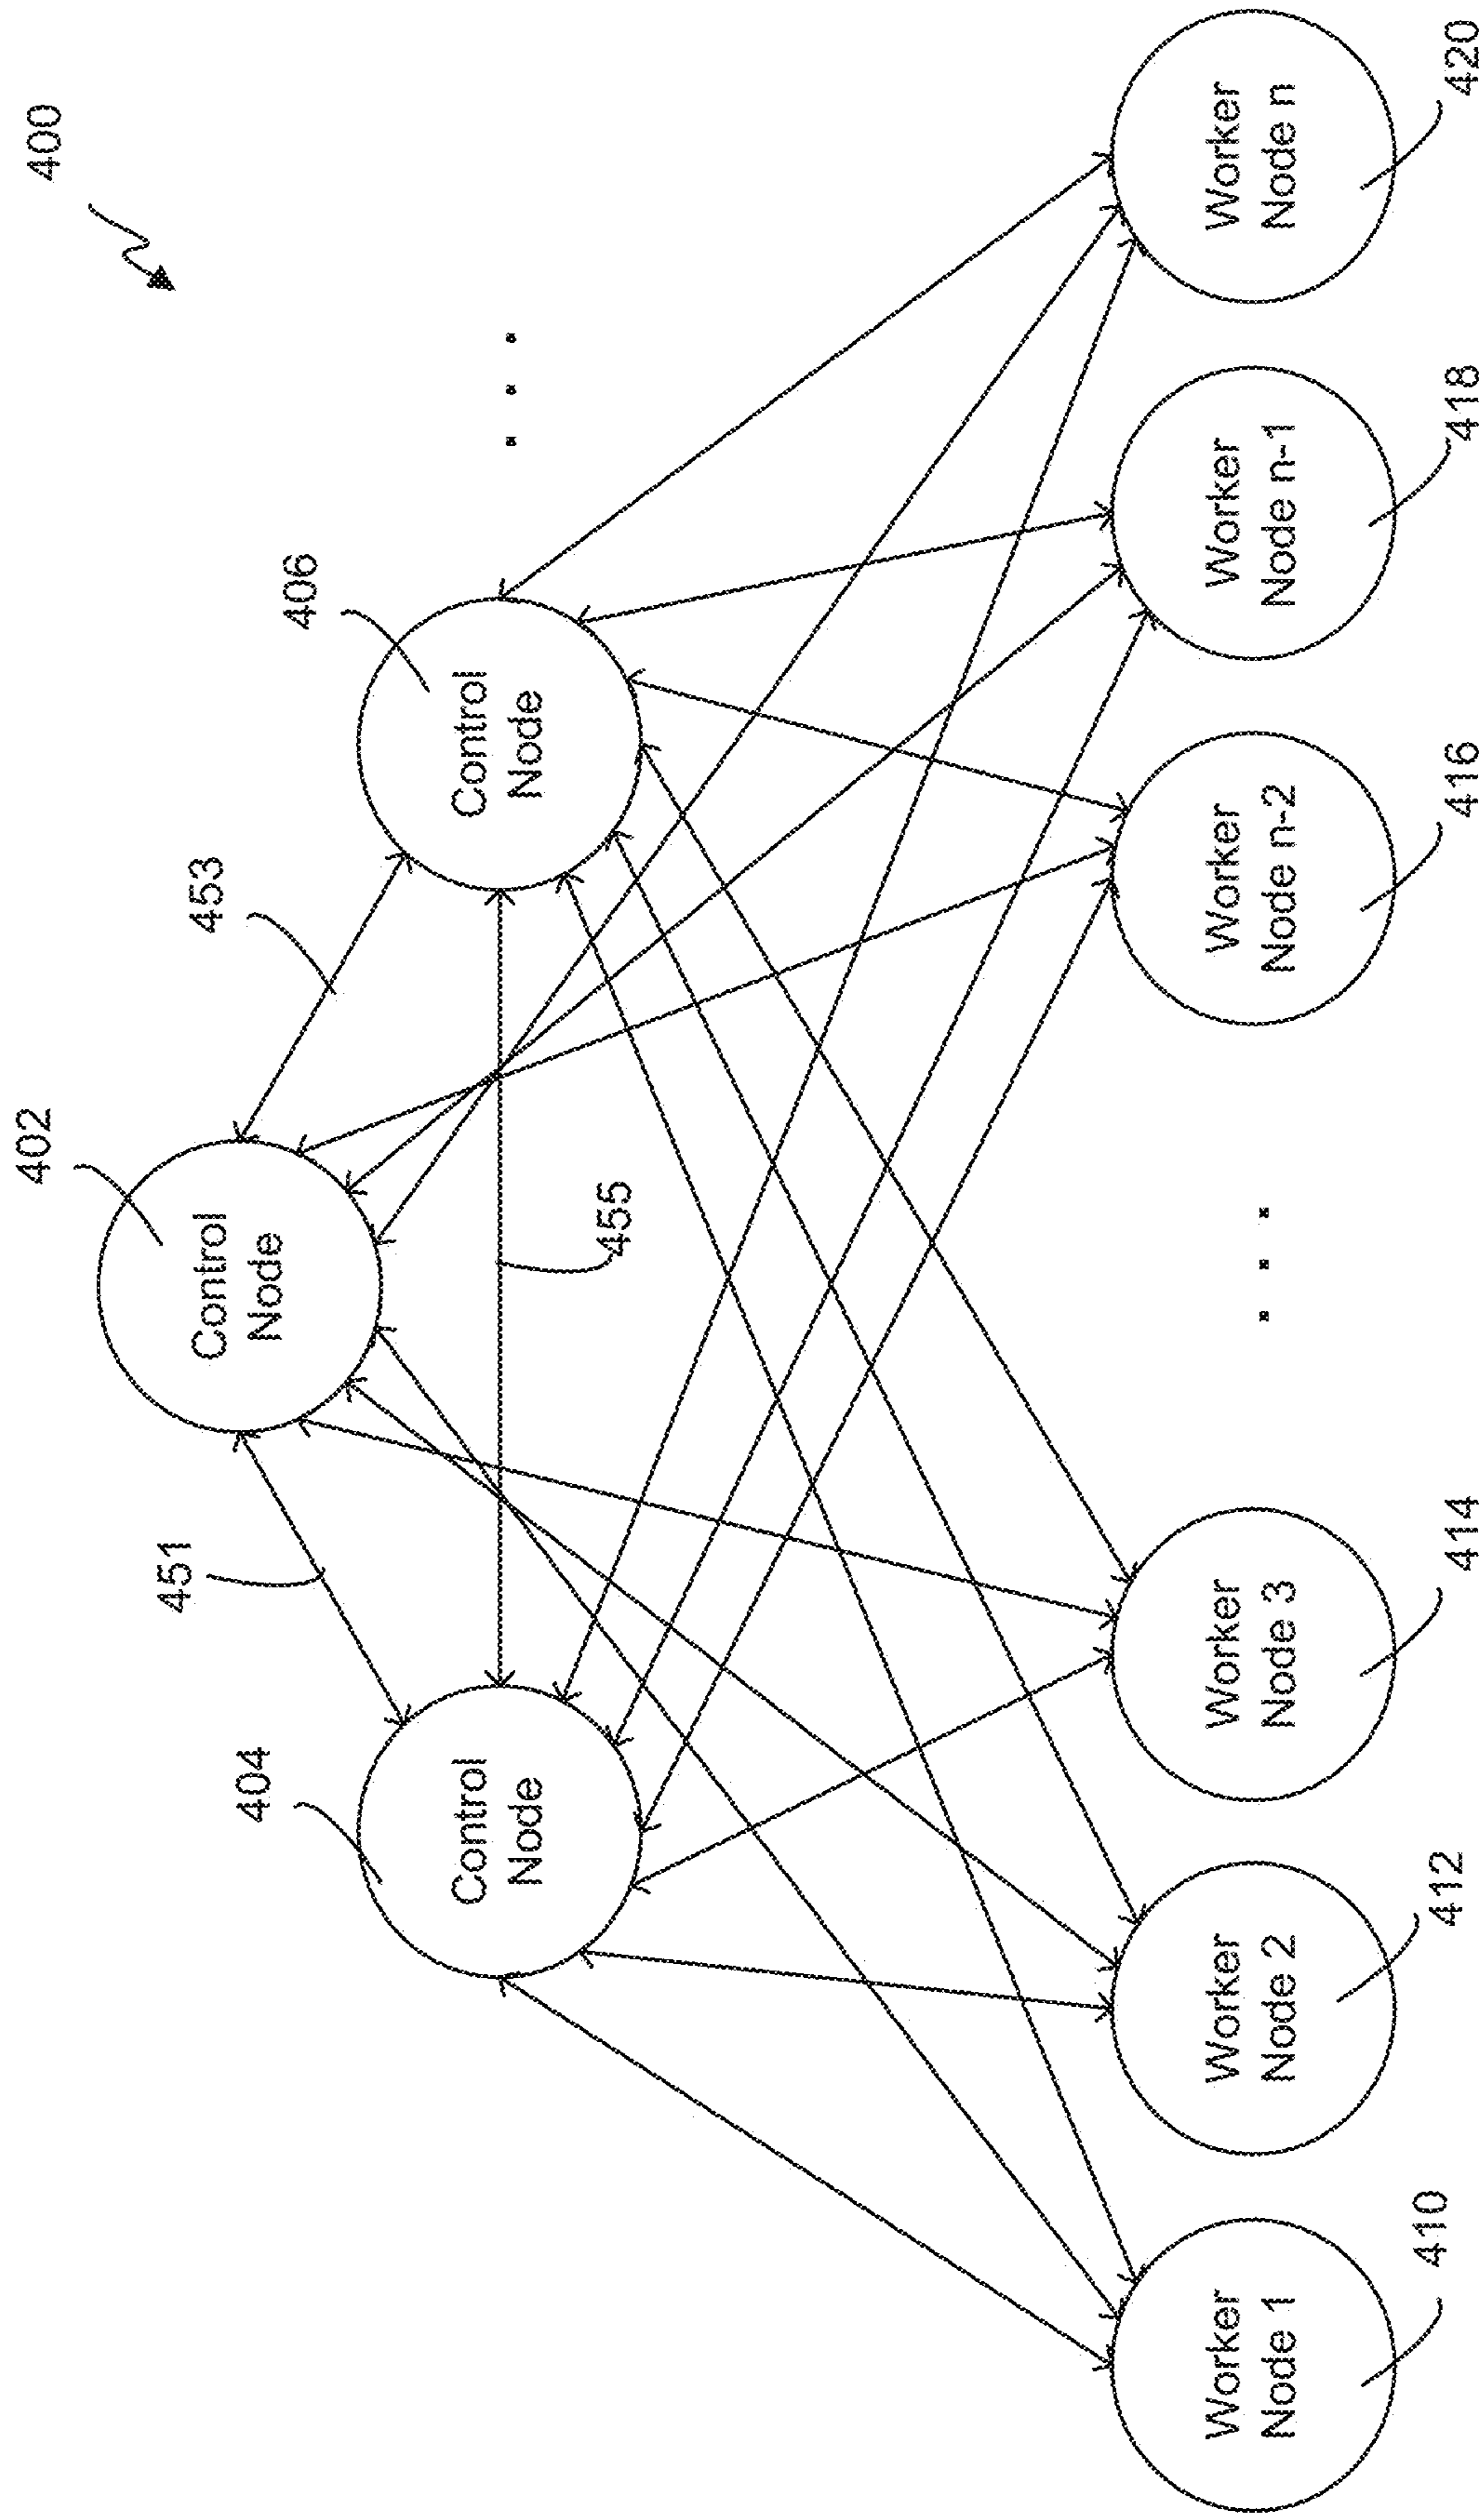 400
402
451
453
404
406
Control
Node
455
Control
Node
Control
Node
Worker
Node 1
Worker
Node 2
Worker
Node 3
Worker
Node n-2
Worker
Node n-1
Worker
Node n
410
412
414
416
418
420